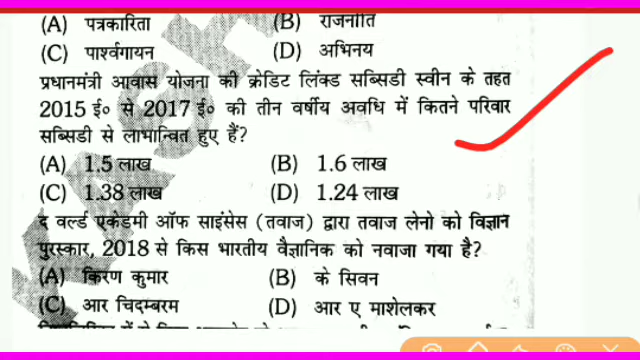 (A) पत्रकारिता (B) राजनीति
(C) पार्श्वगायन (D) अभिनय
प्रधानमंत्री आवास योजना की क्रेडिट लिंक्ड सब्सिडी स्वीन के तहत
2015 ई० से 2017 ई० की तीन वर्षीय अवधि में कितने परिवार
सब्सिडी से लाभान्वित हुए हैं?
(A) 1.5 लाख (B) 1.6 लाख
(C) 1.38 लाख (D) 1.24 लाख
द वर्ल्ड एकेडमी ऑफ साइंसेस (तवाज) द्वारा तवाज लेनो को विज्ञान
पुरस्कार, 2018 से किस भारतीय वैज्ञानिक को नवाजा गया है?
(A) किरण कुमार (B) के सिवन
(C) आर चिदम्बरम (D) आर ए माशेलकर